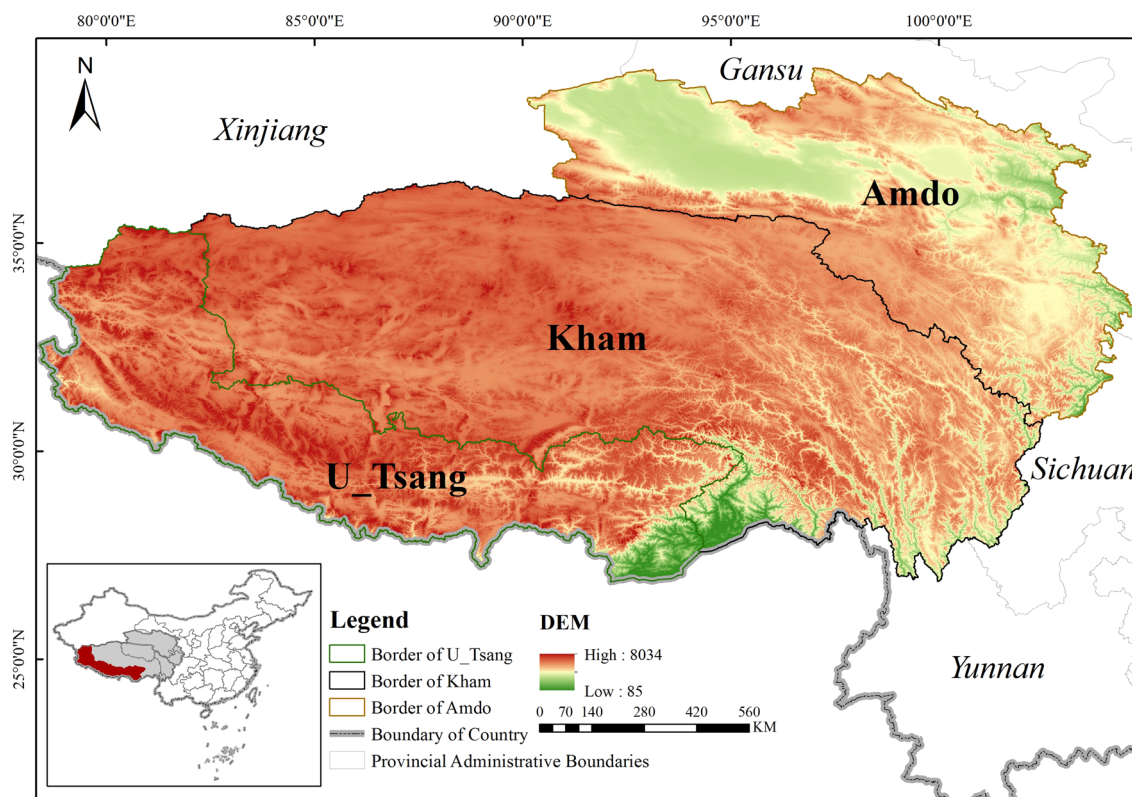 80°0'0"E
85°0'0"E
90°0'0"E
95°0'0"E
100°0'0"E
N
Gansu
Xinjiang
Amdo
35°0'0"N
Kham
30°0'0"N
U_Tsang
Sichuan
25°0'0"N
Yunnan
Legend
Border of U_Tsang
Border of Kham
Border of Amdo
Boundary of Country
Provincial Administrative Boundaries
DEM
High : 8034
Low : 85
0 70 140 280 420 560
KM